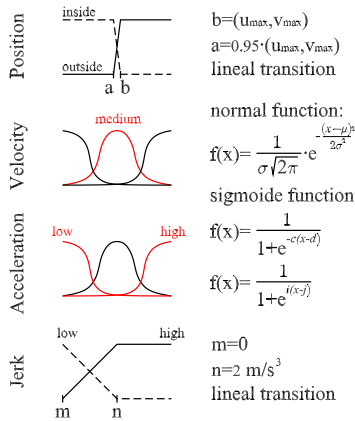 Position
inside
outside
a b
b=(umax,vmax)
a=0.95·(umax,vmax)
lineal transition
Velocity
medium
normal function:
f(x)= 1/σ√2π ·e^-(x-μ)²/2σ²
sigmoide function
Acceleration
low high
f(x)= 1/1+e^-c(x-d)
f(x)= 1/1+e^i(x-j)
Jerk
low high
m n
m=0
n=2 m/s³
lineal transition